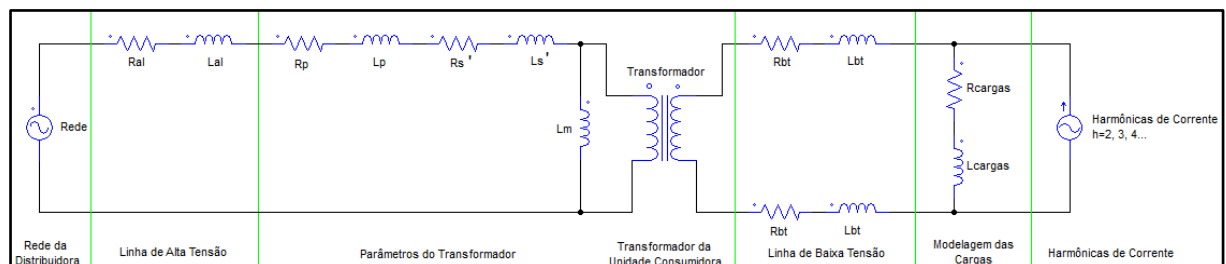 Ral
Lal
Rp
Lp
Rs'
Ls'
Transformador
Rbt
Lbt
Rcargas
Rede
Lm
Harmônicas de Corrente
h=2, 3, 4...
Lcargas
Rbt
Lbt
Rede da
Distribuidora
Linha de Alta Tensão
Parâmetros do Transformador
Transformador da
Unidade Consumidora
Linha de Baixa Tensão
Modelagem das
Cargas
Harmônicas de Corrente